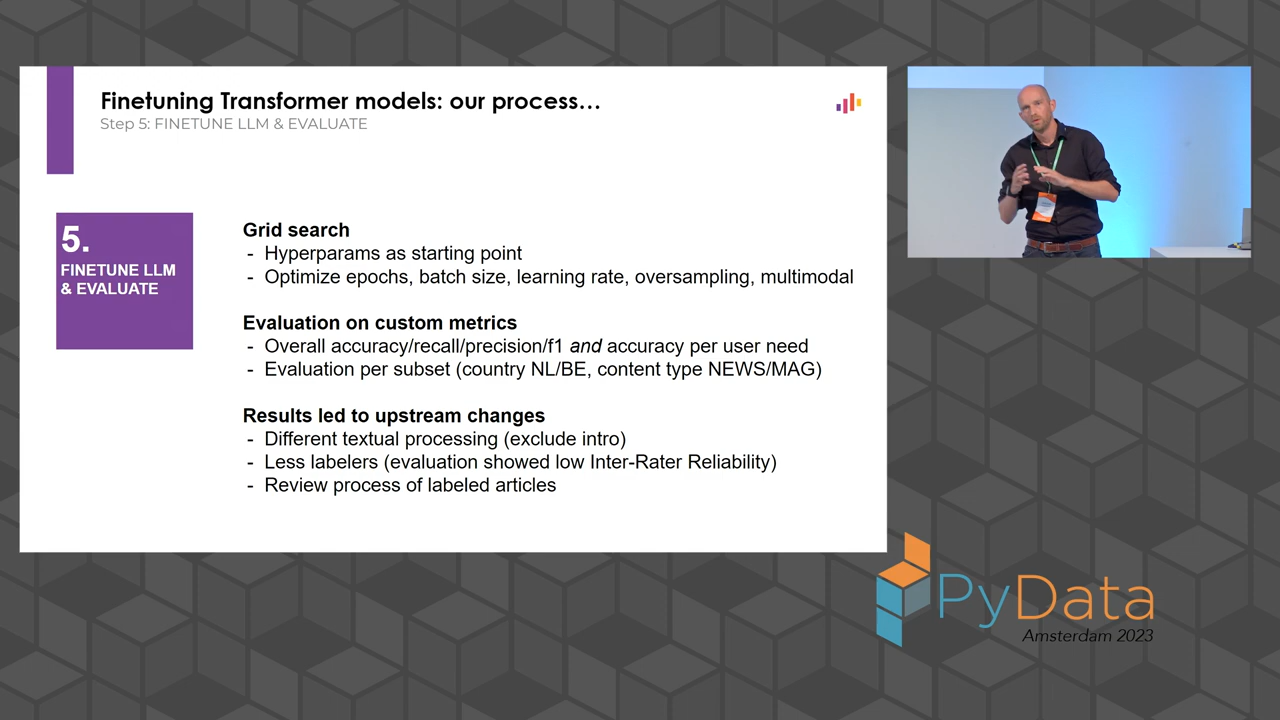 Finetuning Transformer models: our process…
Step 5: FINETUNE LLM & EVALUATE
5.
FINETUNE LLM
& EVALUATE
Grid search
- Hyperparams as starting point
- Optimize epochs, batch size, learning rate, oversampling, multimodal
Evaluation on custom metrics
- Overall accuracy/recall/precision/f1 and accuracy per user need
- Evaluation per subset (country NL/BE, content type NEWS/MAG)
Results led to upstream changes
- Different textual processing (exclude intro)
- Less labelers (evaluation showed low Inter-Rater Reliability)
- Review process of labeled articles
PyData
Amsterdam 2023